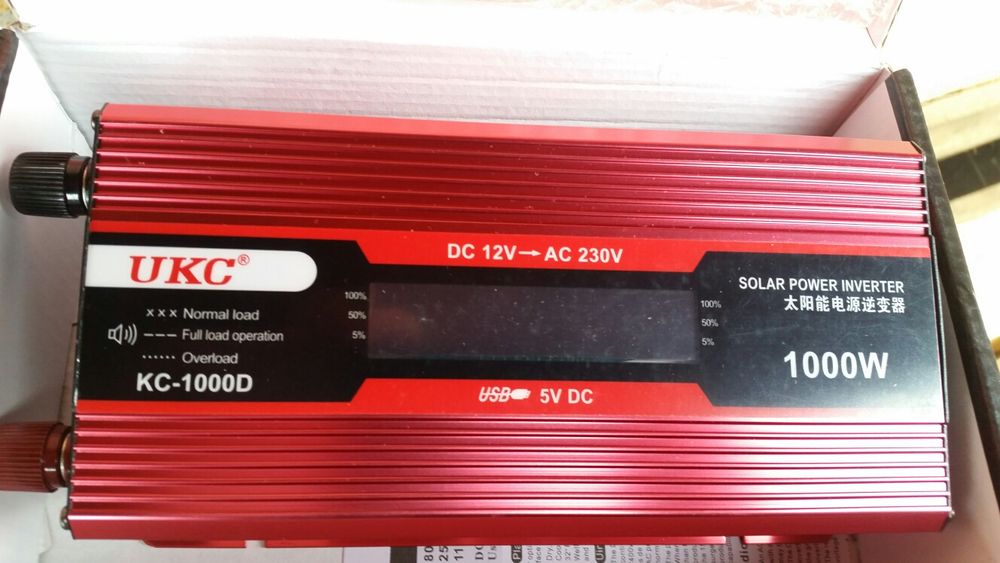 DC 12V→AC 230V
UKC®
SOLAR POWER INVERTER
太阳能电源逆变器
××× Normal load
--- Full load operation
...... Overload
100%
50%
5%
100%
50%
5%
1000W
KC-1000D
USB 5V DC